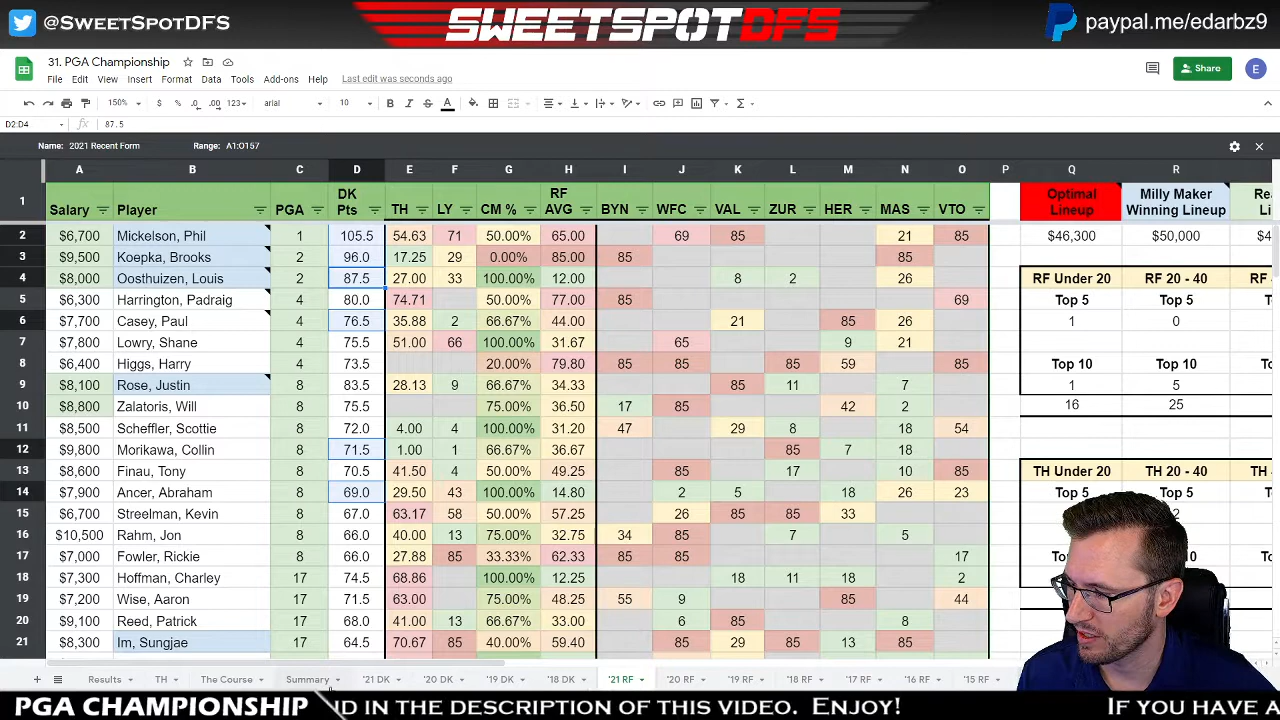 @SWEETSPOTDFS
SWEETSPOTDFS
paypal.me/edarbz9
31. PGA Championship
File Edit View Insert Format Data Tools Add-ons Help Last edit was seconds ago
Share
E
150% $ % .0 .00 123 arial 10 B I S A
D2:D4 fx 87.5
Name: 2021 Recent Form Range: A1:O157
A B C D E F G H I J K L M N O P Q R
1 Salary Player PGA DK Pts TH LY CM % RF AVG BYN WFC VAL ZUR HER MAS VTO Optimal Lineup Milly Maker Winning Lineup
2 $6,700 Mickelson, Phil 1 105.5 54.63 71 50.00% 65.00 69 85 21 85 $46,300 $50,000
3 $9,500 Koepka, Brooks 2 96.0 17.25 29 0.00% 85.00 85 85
4 $8,000 Oosthuizen, Louis 2 87.5 27.00 33 100.00% 12.00 8 2 26 RF Under 20 RF 20 - 40
5 $6,300 Harrington, Padraig 4 80.0 74.71 50.00% 77.00 85 69 Top 5 Top 5
6 $7,700 Casey, Paul 4 76.5 35.88 2 66.67% 44.00 21 85 26 1 0
7 $7,800 Lowry, Shane 4 75.5 51.00 66 100.00% 31.67 65 9 21
8 $6,400 Higgs, Harry 4 73.5 20.00% 79.80 85 85 85 59 85 Top 10 Top 10
9 $8,100 Rose, Justin 8 83.5 28.13 9 66.67% 34.33 85 11 7 1 5
10 $8,800 Zalatoris, Will 8 75.5 75.00% 36.50 17 85 42 2 16 25
11 $8,500 Scheffler, Scottie 8 72.0 4.00 4 100.00% 31.20 47 29 8 18 54
12 $9,800 Morikawa, Collin 8 71.5 1.00 1 66.67% 36.67 85 7 18
13 $8,600 Finau, Tony 8 70.5 41.50 4 50.00% 49.25 85 17 10 85 TH Under 20 TH 20 - 40
14 $7,900 Ancer, Abraham 8 69.0 29.50 43 100.00% 14.80 2 5 18 26 23 Top 5 Top 5
15 $6,700 Streelman, Kevin 8 67.0 63.17 58 50.00% 57.25 26 85 85 33
16 $10,500 Rahm, Jon 8 66.0 40.00 13 75.00% 32.75 34 85 7 5
17 $7,000 Fowler, Rickie 8 66.0 27.88 85 33.33% 62.33 85 85 17
18 $7,300 Hoffman, Charley 17 74.5 68.86 100.00% 12.25 18 11 18 2
19 $7,200 Wise, Aaron 17 71.5 63.00 75.00% 48.25 55 9 85 44
20 $9,100 Reed, Patrick 17 68.0 41.00 13 66.67% 33.00 6 85 8
21 $8,300 Im, Sungjae 17 64.5 70.67 85 40.00% 59.40 85 29 85 13 85
Results TH The Course Summary '21 DK '20 DK '19 DK '18 DK '21 RF '20 RF '19 RF '18 RF '17 RF '16 RF '15 RF
PGA CHAMPIONSHIP IN THE DESCRIPTION OF THIS VIDEO. ENJOY! IF YOU HAVE A